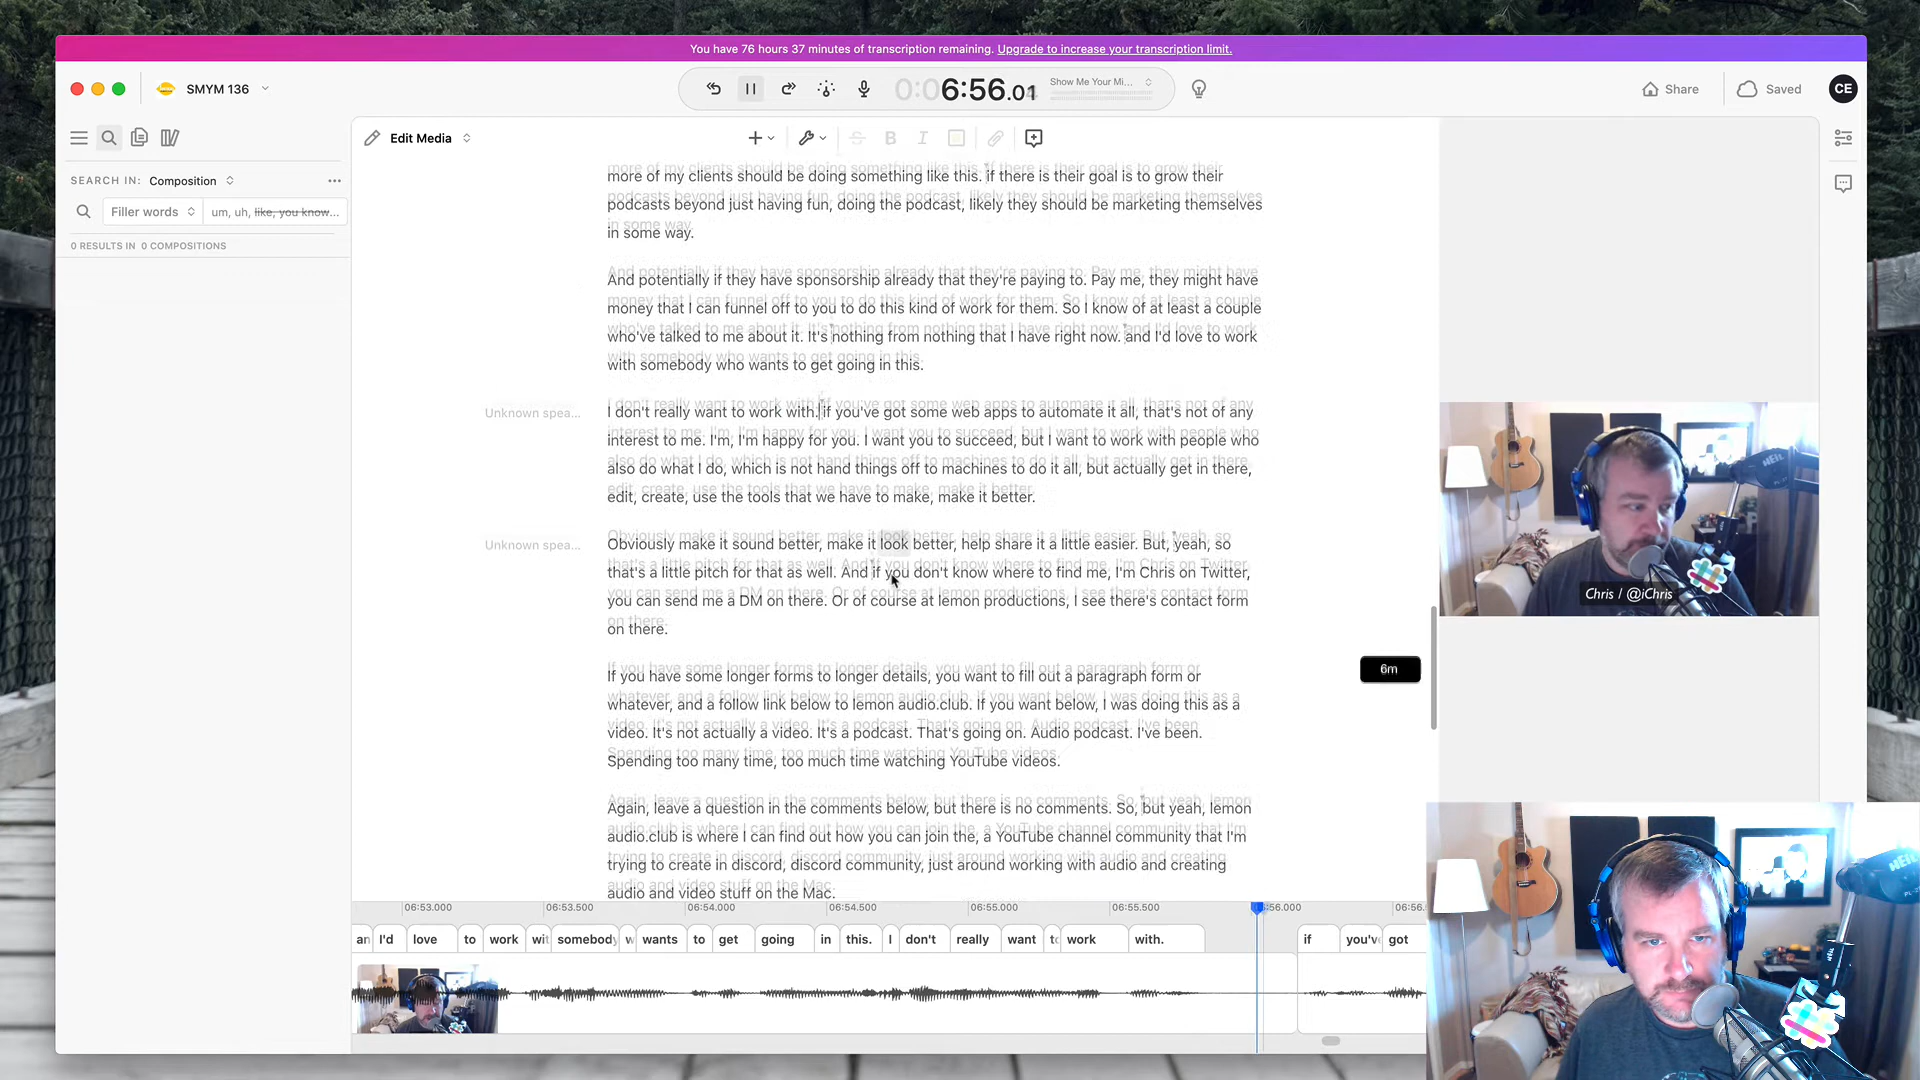 You have 76 hours 37 minutes of transcription remaining. Upgrade to increase your transcription limit.
SMYM 136
0:06:56.01
Show Me Your Mi...
Share
Saved
CE
Edit Media
SEARCH IN: Composition
Filler words
um, uh, like, you know...
0 RESULTS IN 0 COMPOSITIONS
more of my clients should be doing something like this. if there is their goal is to grow their
podcasts beyond just having fun, doing the podcast, likely they should be marketing themselves
in some way.
And potentially if they have sponsorship already that they're paying to. Pay me, they might have
money that I can funnel off to you to do this kind of work for them. So I know of at least a couple
who've talked to me about it. It's nothing from nothing that I have right now. and I'd love to work
with somebody who wants to get going in this.
Unknown spea...
I don't really want to work with. if you've got some web apps to automate it all, that's not of any
interest to me. I'm, I'm happy for you. I want you to succeed, but I want to work with people who
also do what I do, which is not hand things off to machines to do it all, but actually get in there,
edit, create, use the tools that we have to make, make it better.
Unknown spea...
Obviously make it sound better, make it look better, help share it a little easier. But, yeah, so
that's a little pitch for that as well. And if you don't know where to find me, I'm Chris on Twitter,
you can send me a DM on there. Or of course at lemon productions, I see there's contact form
on there.
If you have some longer forms to longer details, you want to fill out a paragraph form or
whatever, and a follow link below to lemon audio.club. If you want below, I was doing this as a
video. It's not actually a video. It's a podcast. That's going on. Audio podcast. I've been.
Spending too many time, too much time watching YouTube videos.
Again, leave a question in the comments below, but there is no comments. So, but yeah, lemon
audio.club is where I can find out how you can join the, a YouTube channel community that I'm
trying to create in discord, discord community, just around working with audio and creating
audio and video stuff on the Mac.
Chris / @iChris
6m
06:53.000
06:53.500
06:54.000
06:54.500
06:55.000
06:55.500
:56.000
06:56.
an I'd love to work wit somebody w wants to get going in this. I don't really want to work with. if you've got